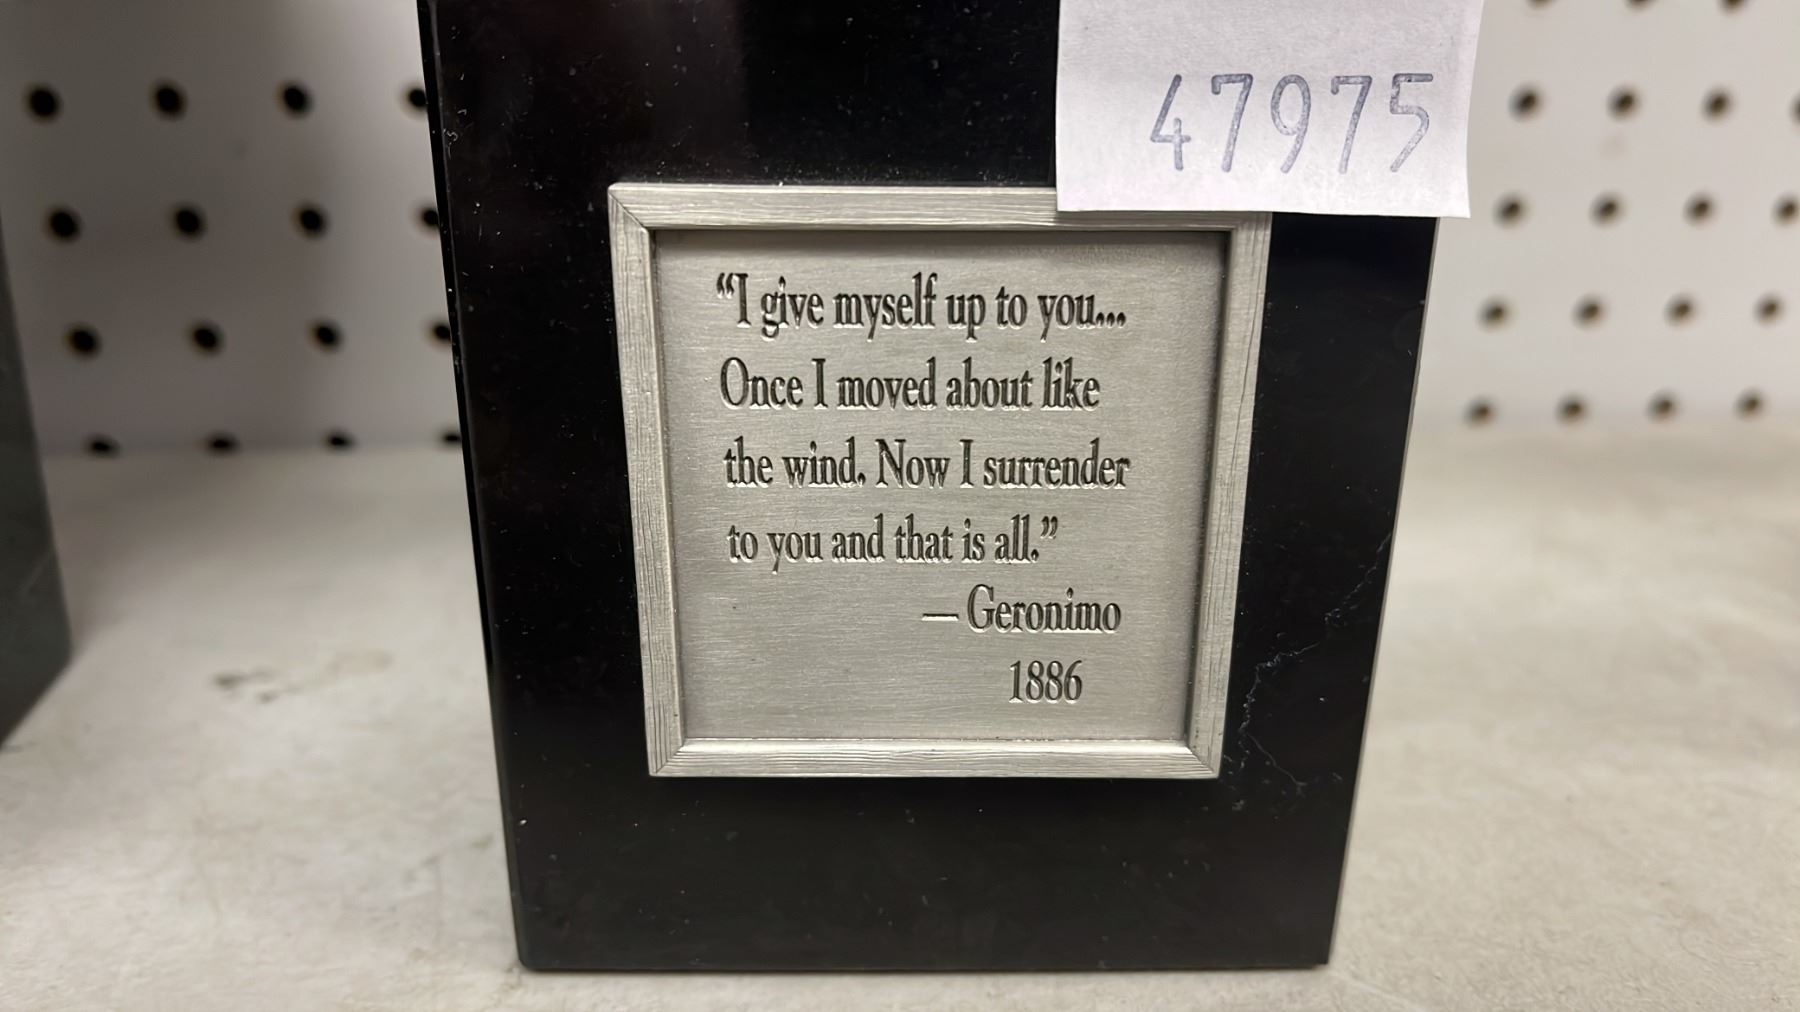 47975
“I give myself up to you...
Once I moved about like
the wind. Now I surrender
to you and that is all.”
— Geronimo
1886